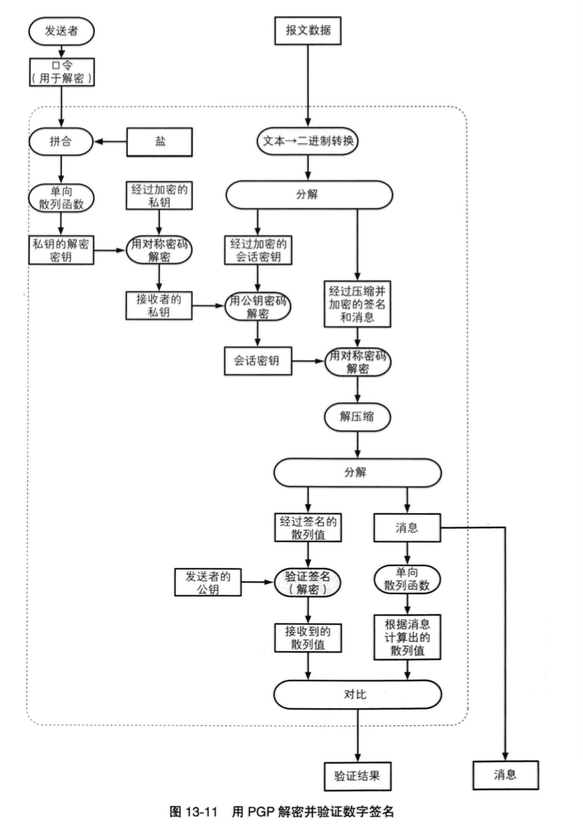 发送者
报文数据
口令
（用于解密）
拼合
盐
文本→二进制转换
单向
散列函数
经过加密的
私钥
分解
私钥的解密
密钥
用对称密码
解密
经过加密的
会话密钥
接收者的
私钥
用公钥密码
解密
经过压缩并
加密的签名
和消息
会话密钥
用对称密码
解密
解压缩
分解
经过签名的
散列值
消息
发送者的
公钥
验证签名
（解密）
单向
散列函数
接收到的
散列值
根据消息
计算出的
散列值
对比
验证结果
消息
图 13-11 用 PGP 解密并验证数字签名